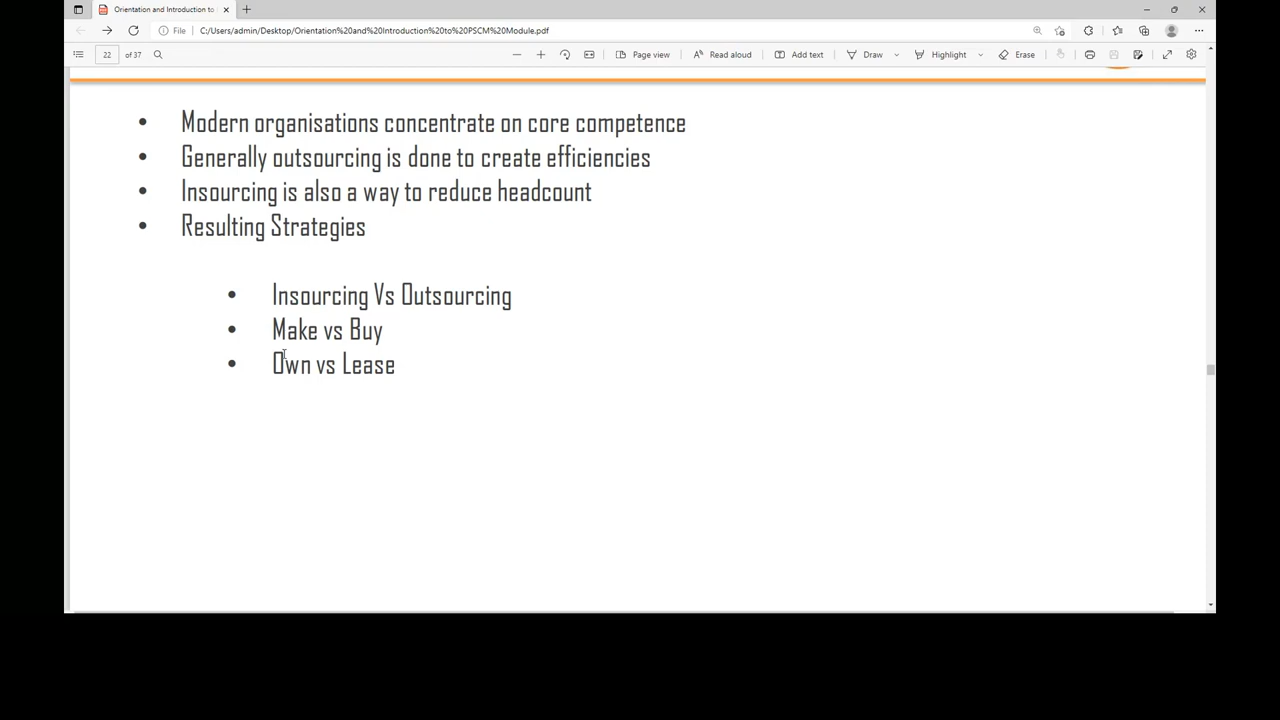 Orientation and Introduction to
File C:/Users/admin/Desktop/Orientation%20and%20Introduction%20to%20PSCM%20Module.pdf
22 of 37 Page view Read aloud Add text Draw Highlight Erase
• Modern organisations concentrate on core competence
• Generally outsourcing is done to create efficiencies
• Insourcing is also a way to reduce headcount
• Resulting Strategies
• Insourcing Vs Outsourcing
• Make vs Buy
• Own vs Lease